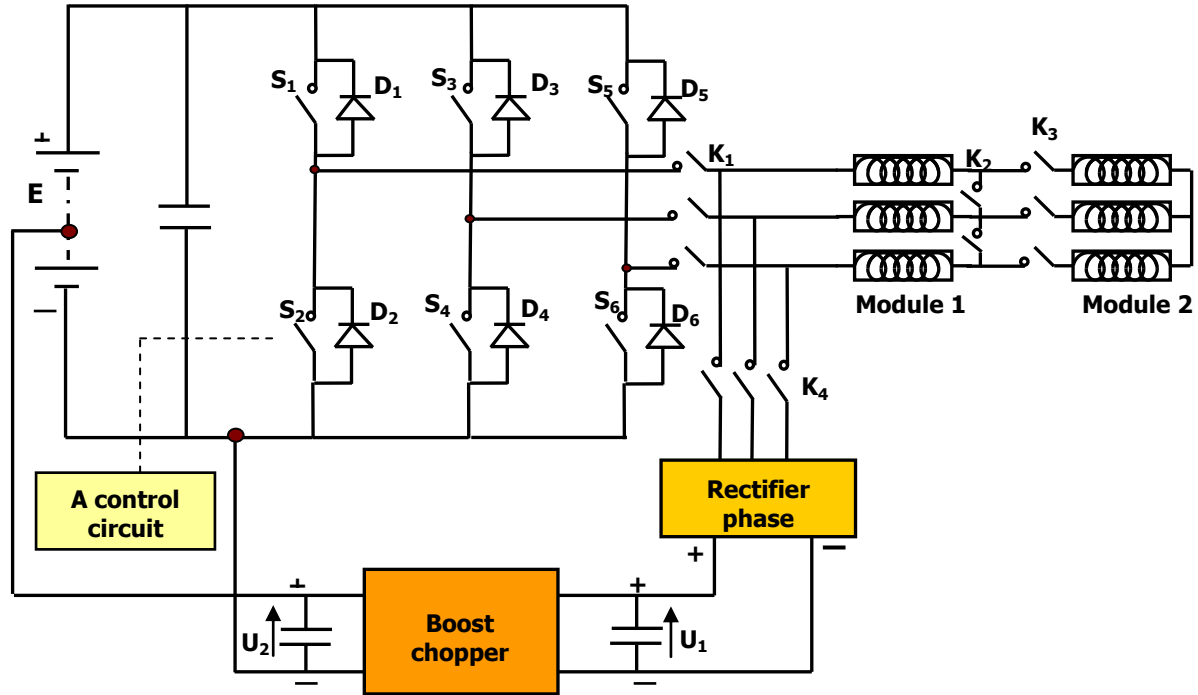 S₁
D₁
S₃
D₃
S₅
D₅
+
E
−
K₁
K₂
K₃
Module 1
Module 2
S₂
D₂
S₄
D₄
S₆
D₆
K₄
A control
circuit
Rectifier
phase
+
−
+
U₂
−
Boost
chopper
+
U₁
−